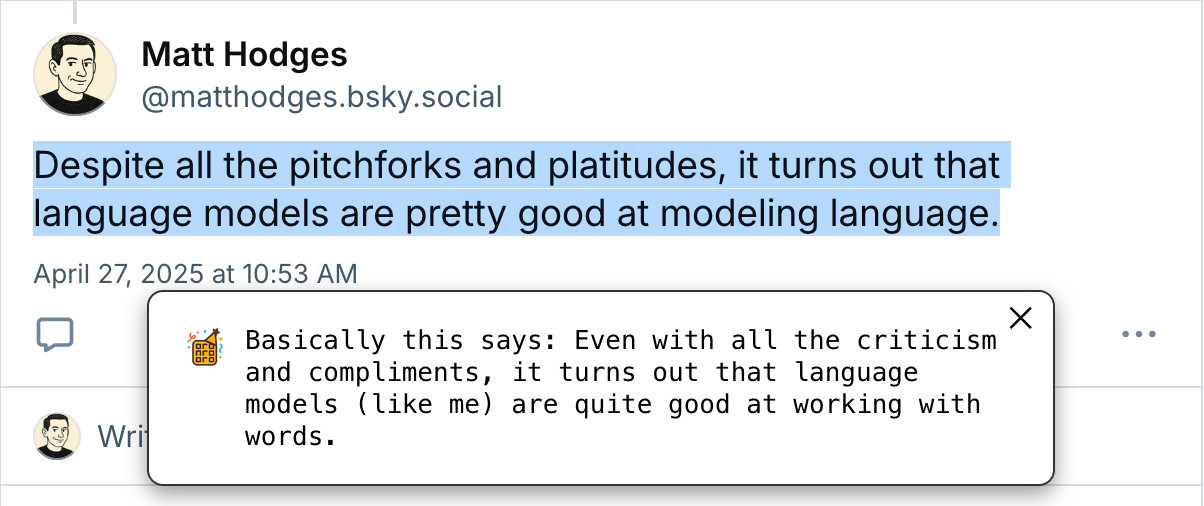 Matt Hodges
@matthodges.bsky.social
Despite all the pitchforks and platitudes, it turns out that
language models are pretty good at modeling language.
April 27, 2025 at 10:53 AM
Basically this says: Even with all the criticism
and compliments, it turns out that language
models (like me) are quite good at working with
words.